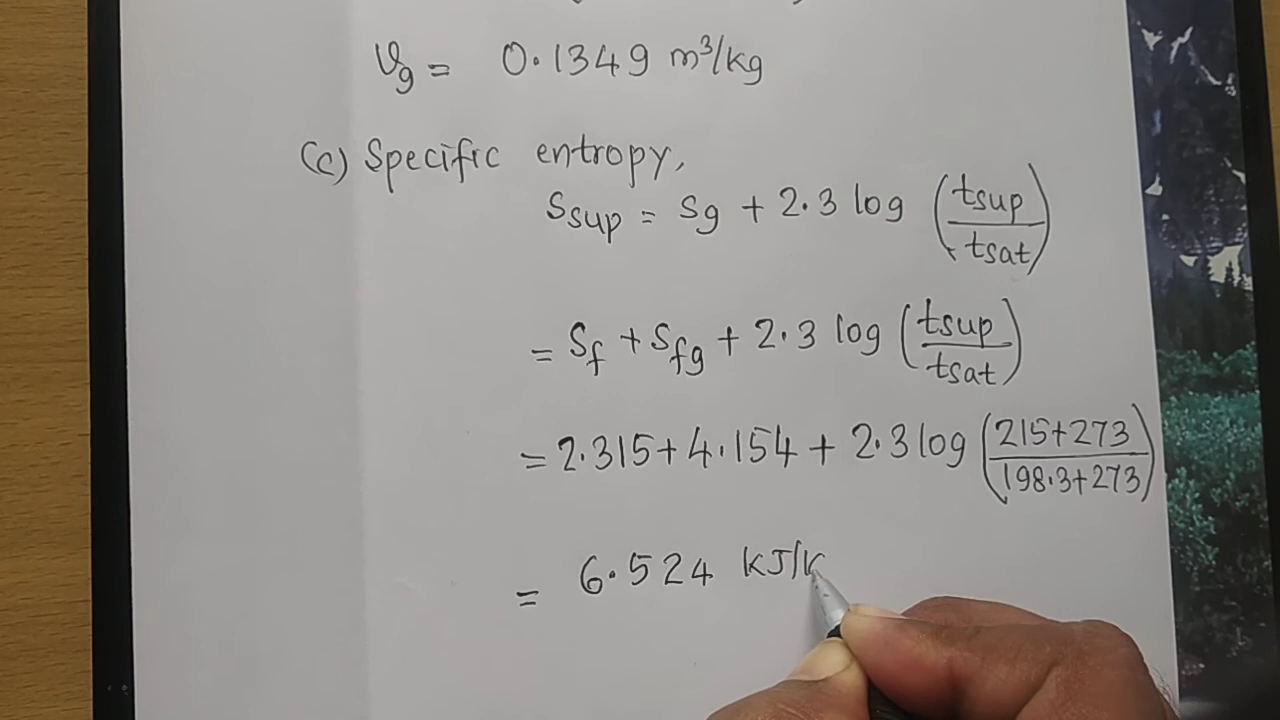 Vg = 0.1349 m³/kg
(c) Specific entropy,
Ssup = Sg + 2.3 log (tsup/tsat)
= Sf + Sfg + 2.3 log (tsup/tsat)
= 2.315 + 4.154 + 2.3 log (215+273/198.3+273)
= 6.524 KJ/K